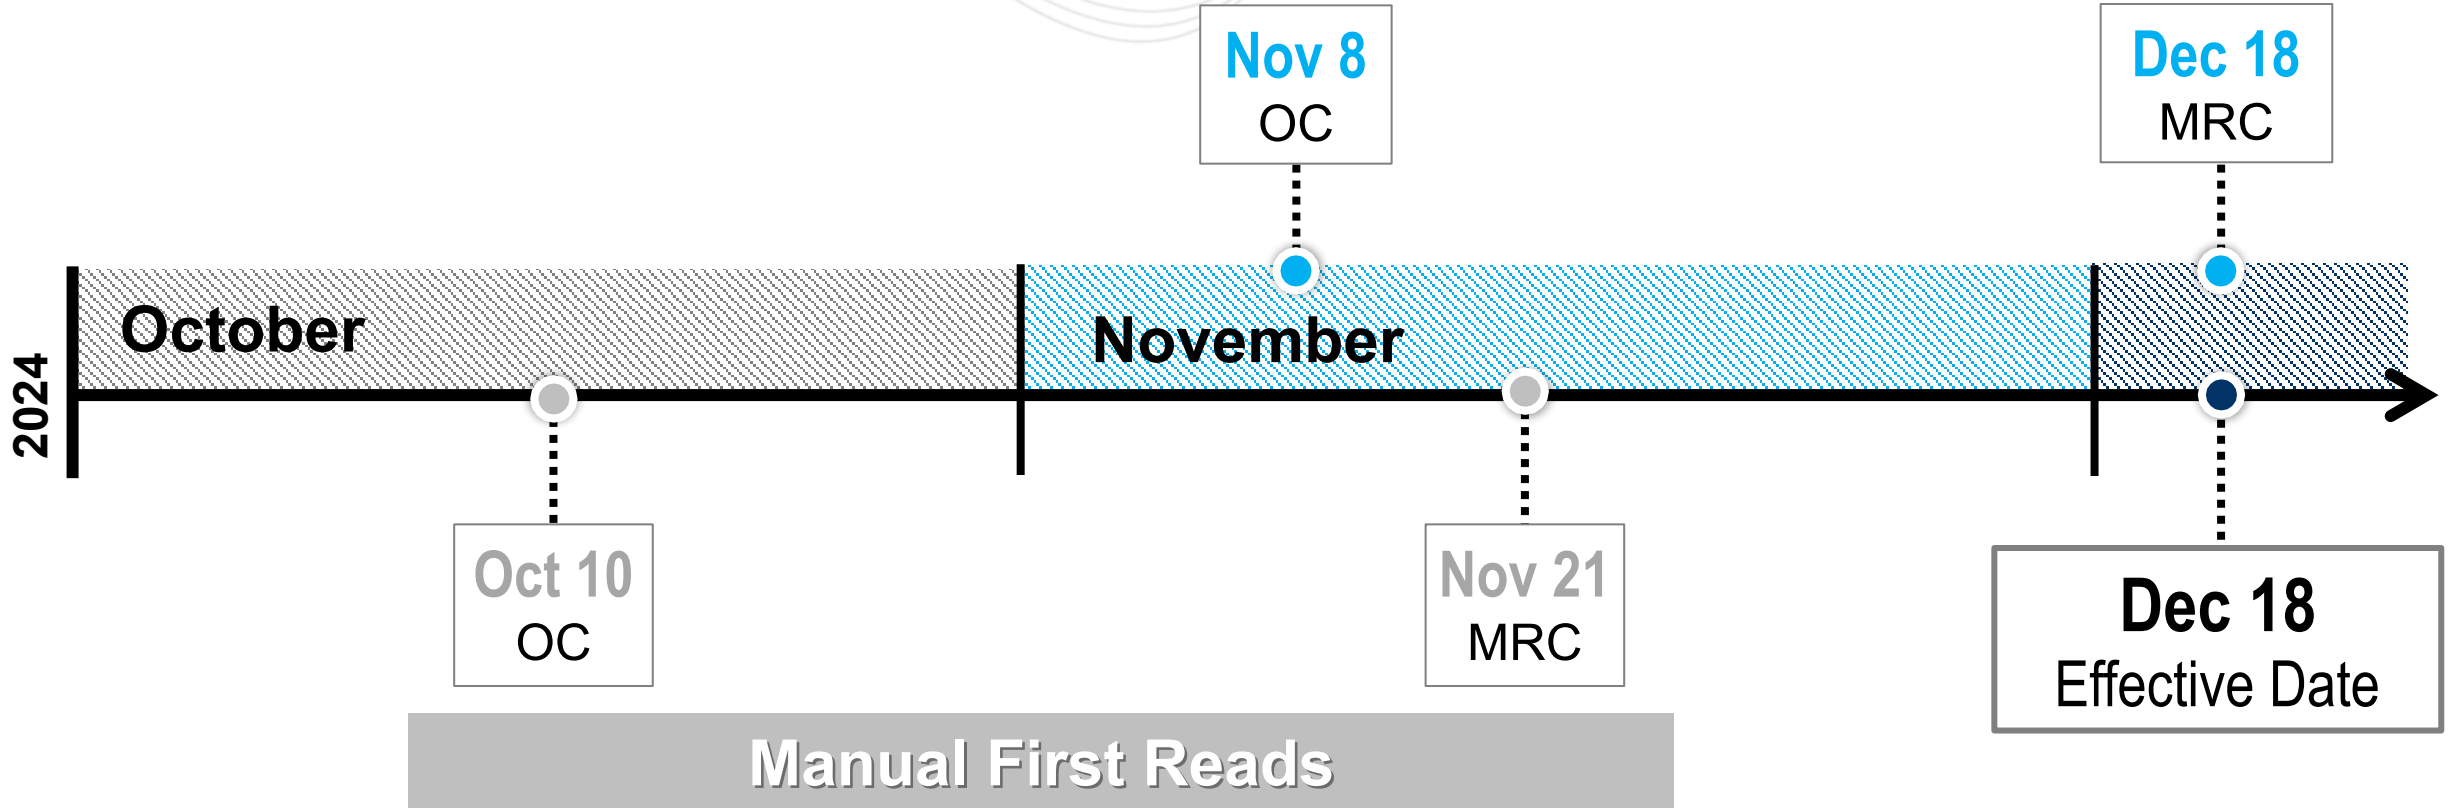 Nov 8
OC
Dec 18
MRC
October
November
2024
Oct 10
OC
Nov 21
MRC
Dec 18
Effective Date
Manual First Reads